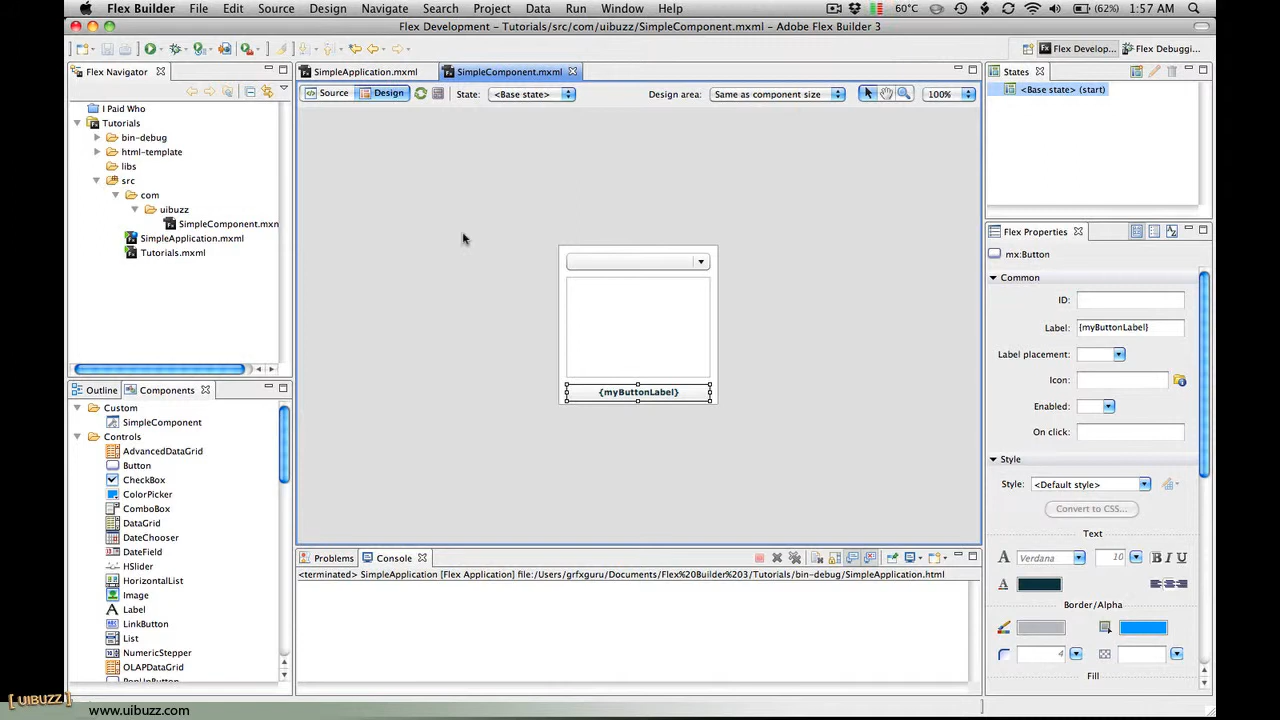 Flex Builder File Edit Source Design Navigate Search Project Data Run Window Help 60°C (62%) 1:57 AM
Flex Development – Tutorials/src/com/uibuzz/SimpleComponent.mxml – Adobe Flex Builder 3
Flex Develop... Flex Debuggi...
Flex Navigator
SimpleApplication.mxml SimpleComponent.mxml
States
Source Design State: <Base state> Design area: Same as component size 100%
<Base state> (start)
I Paid Who
Tutorials
bin-debug
html-template
libs
src
com
uibuzz
SimpleComponent.mxn
SimpleApplication.mxml
Tutorials.mxml
{myButtonLabel}
Flex Properties
mx:Button
Common
ID:
Label: {myButtonLabel}
Label placement:
Icon:
Enabled:
On click:
Style
Style: <Default style>
Convert to CSS...
Text
Verdana 10 B I U
A
Border/Alpha
4
Fill
Outline Components
Custom
SimpleComponent
Controls
AdvancedDataGrid
Button
CheckBox
ColorPicker
ComboBox
DataGrid
DateChooser
DateField
HSlider
HorizontalList
Image
Label
LinkButton
List
NumericStepper
OLAPDataGrid
PopUpButton
Problems Console
<terminated> SimpleApplication [Flex Application] file:/Users/grfxguru/Documents/Flex%20Builder%203/Tutorials/bin-debug/SimpleApplication.html
[ UIBUZZ ]
www.uibuzz.com